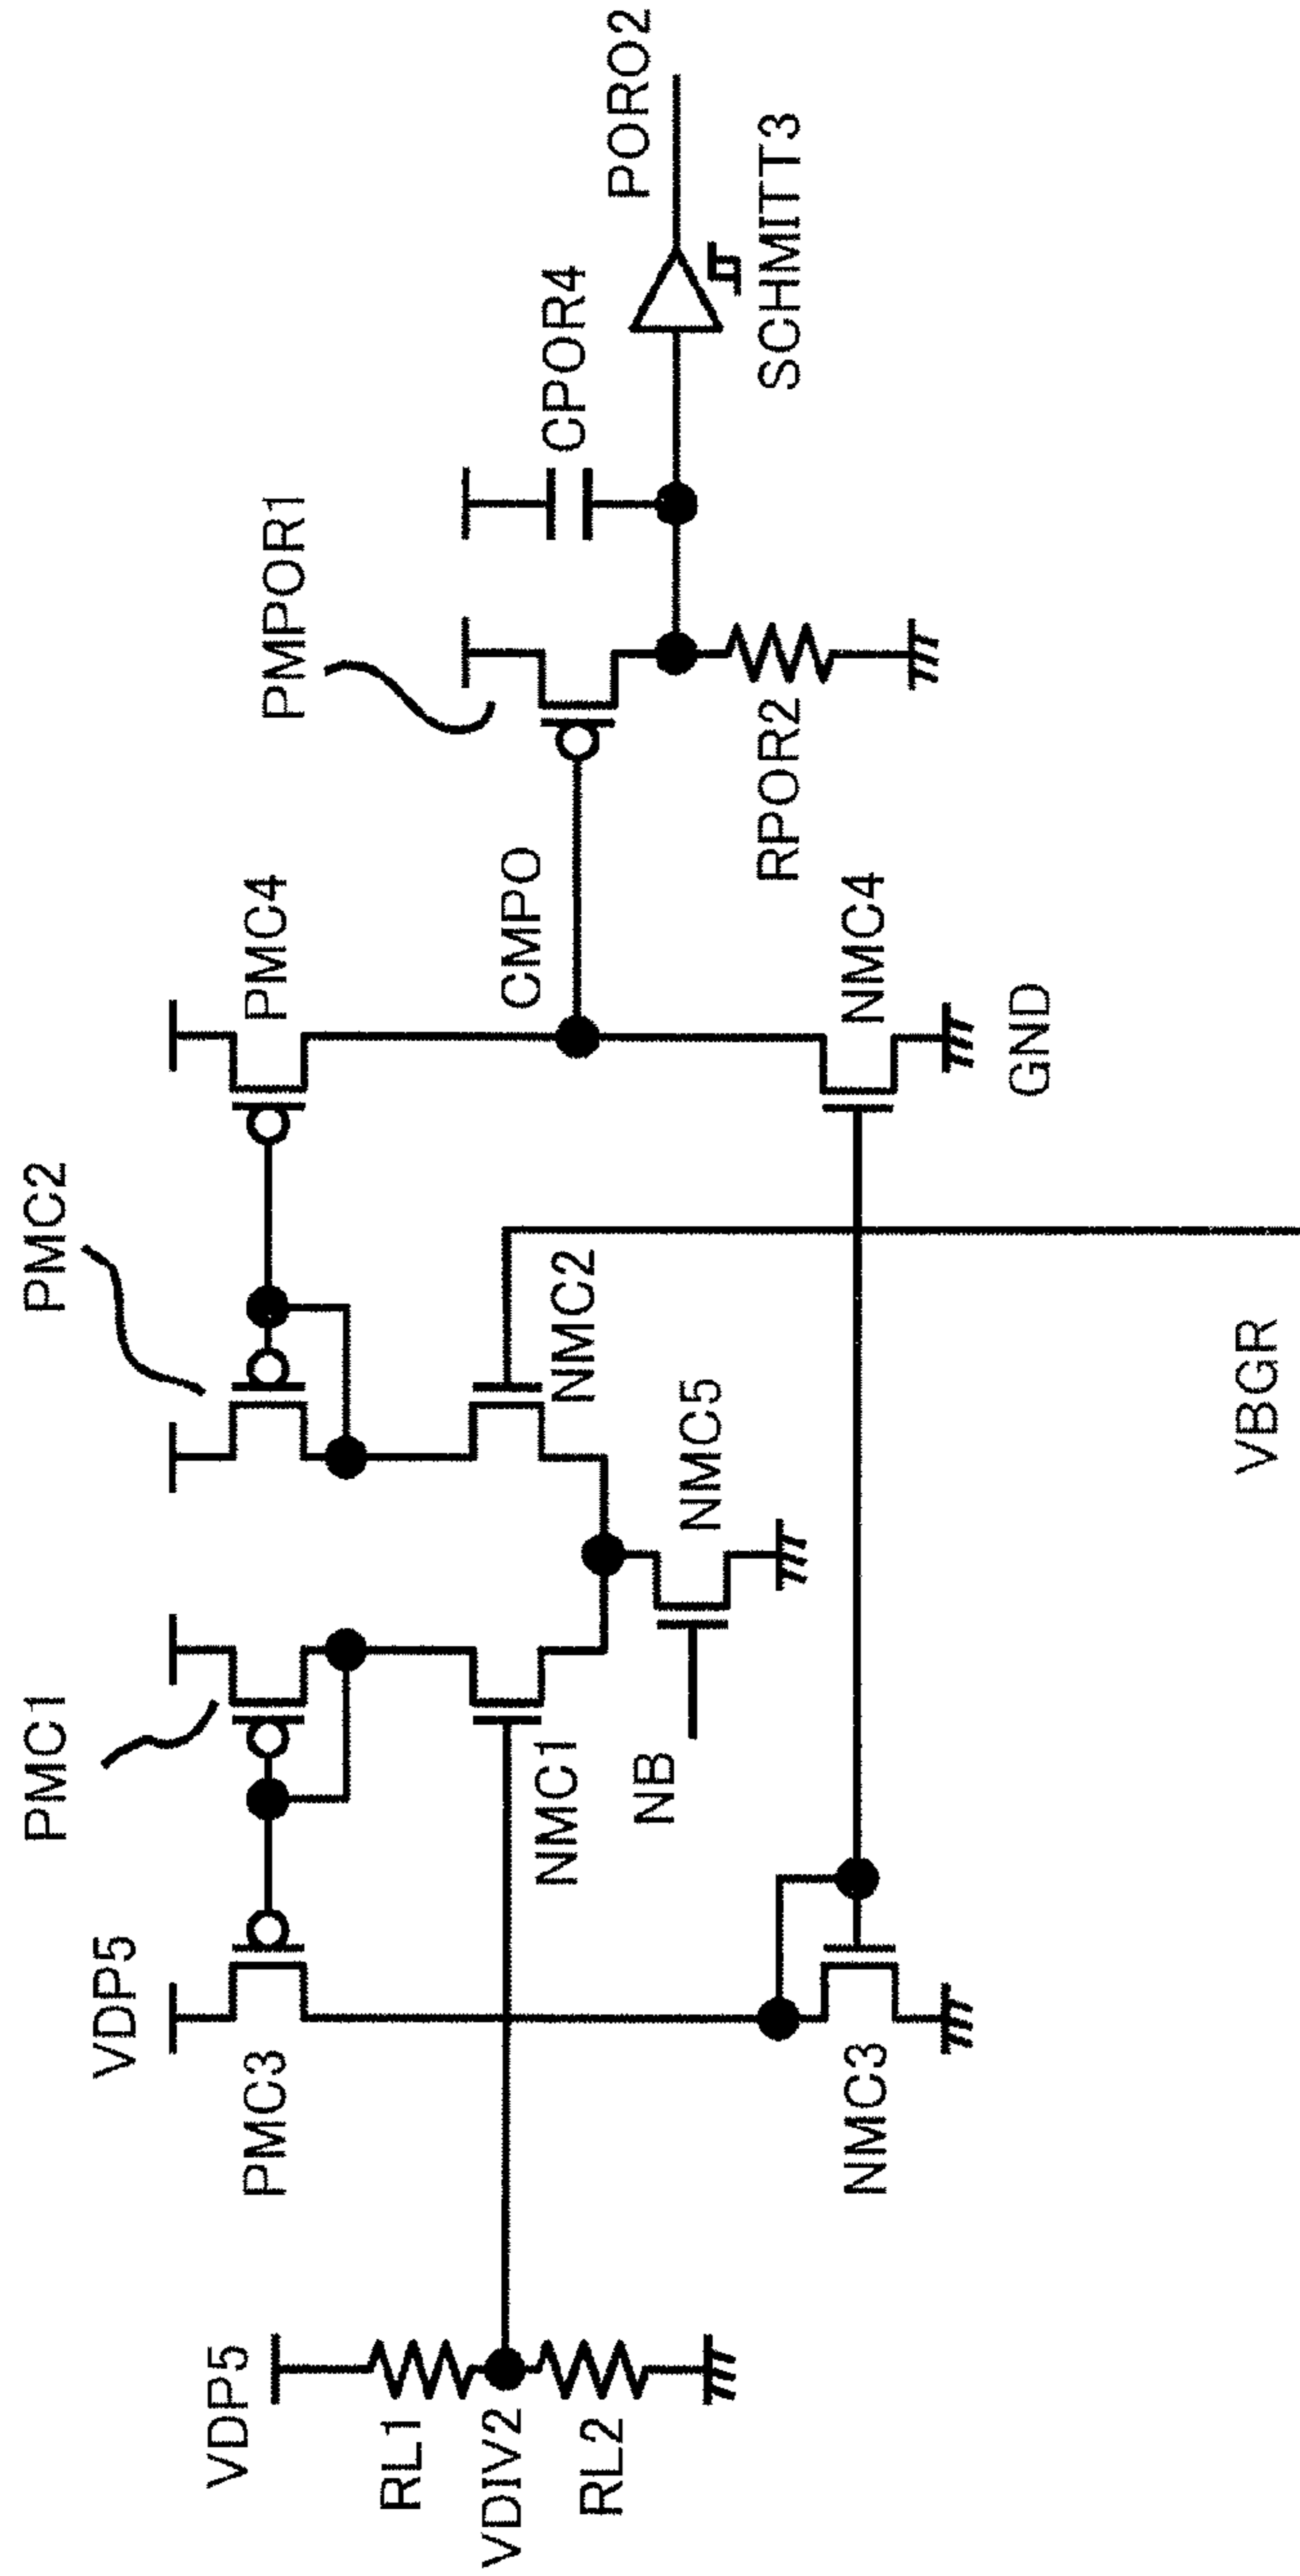 VDP5
RL1
VDIV2
RL2
VDP5
PMC3
NMC3
PMC1
NMC1
NB
NMC5
PMC2
NMC2
VBGR
PMC4
CMPO
NMC4
GND
PMPOR1
RPOR2
CPOR4
SCHMITT3
PORO2